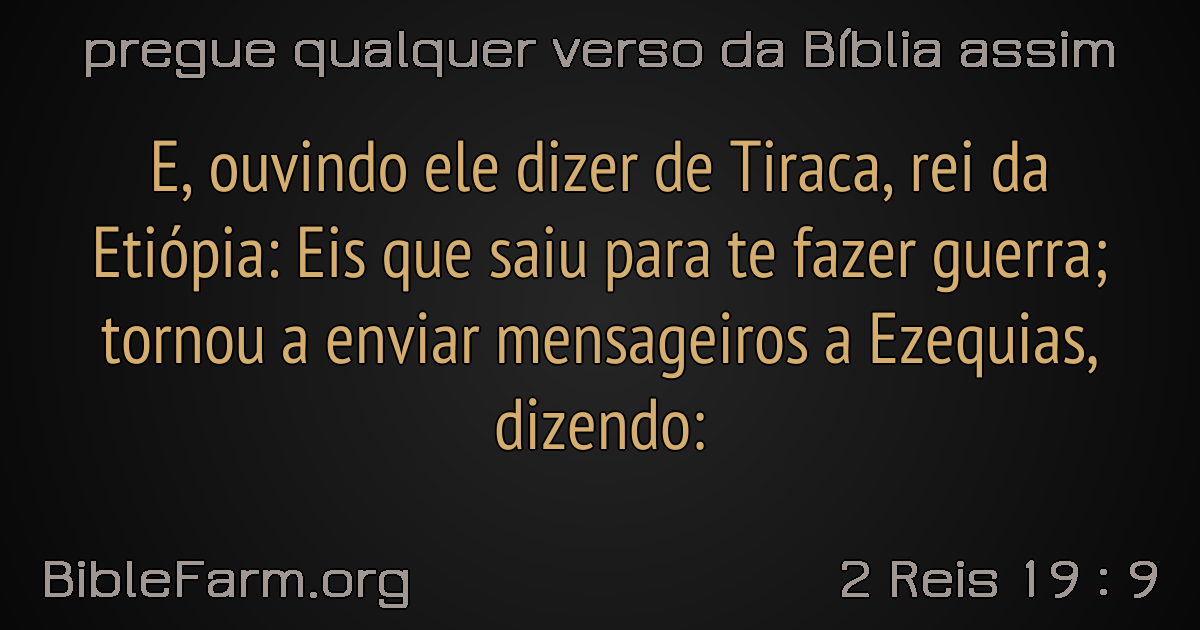 pregue qualquer verso da Bíblia assim
E, ouvindo ele dizer de Tiraca, rei da
Etiópia: Eis que saiu para te fazer guerra;
tornou a enviar mensageiros a Ezequias,
dizendo:
BibleFarm.org
2 Reis 19 : 9